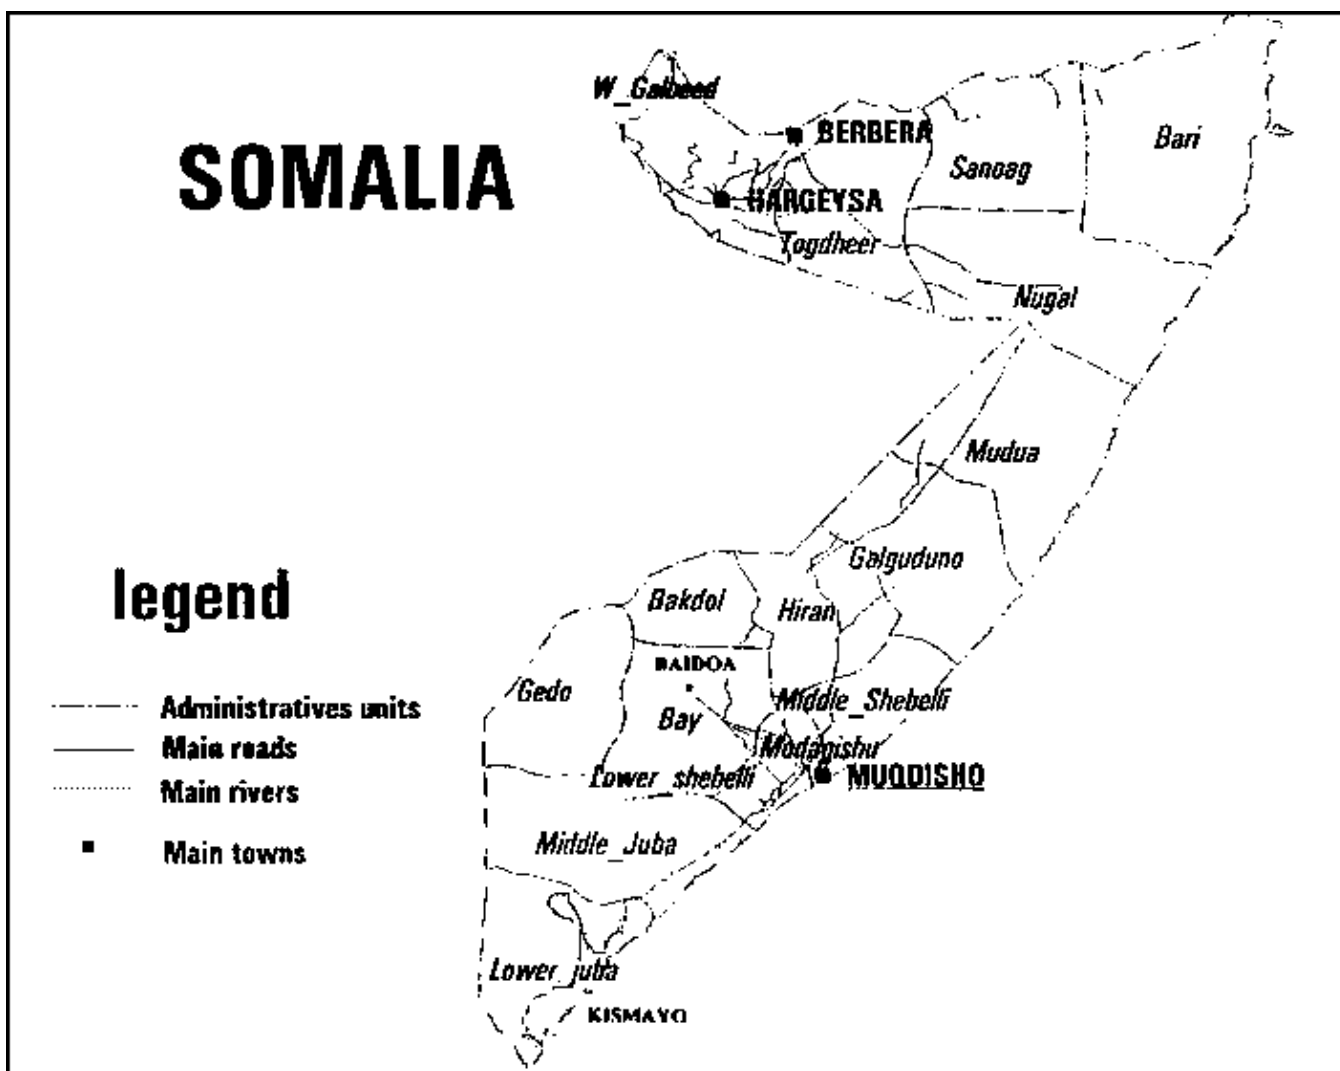 W_Galbeed
BERBERA
Bari
SOMALIA
Sanoag
HARGEYSA
Togdheer
Nugal
Mudua
Galguduno
legend
Bakdol
Hiran
BAIDOA
Gedo
Middle_Shebelli
Administratives units
Bay
Main roads
Modagishu
Lower_shebelli
MUQDISHO
Main rivers
Middle_Juba
Main towns
Lower_juba
KISMAYO